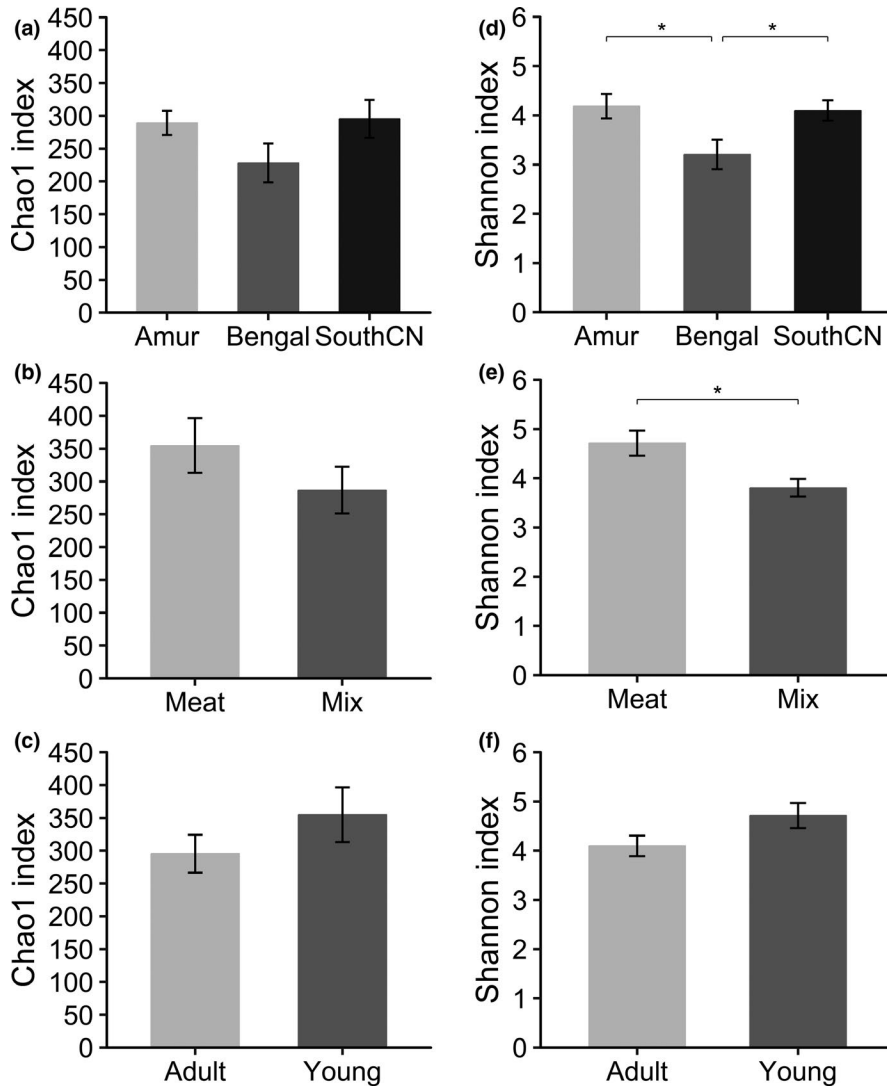 (a)
Chao1 index
450
400
350
300
250
200
150
100
50
0
Amur Bengal SouthCN
(d)
Shannon index
6
5
4
3
2
1
0
* *
Amur Bengal SouthCN
(b)
Chao1 index
450
400
350
300
250
200
150
100
50
0
Meat Mix
(e)
Shannon index
6
5
4
3
2
1
0
*
Meat Mix
(c)
Chao1 index
450
400
350
300
250
200
150
100
50
0
Adult Young
(f)
Shannon index
6
5
4
3
2
1
0
Adult Young